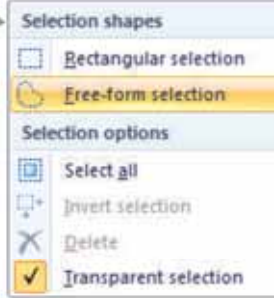 Selection shapes
Rectangular selection
Free-form selection
Selection options
Select all
Invert selection
Delete
Transparent selection